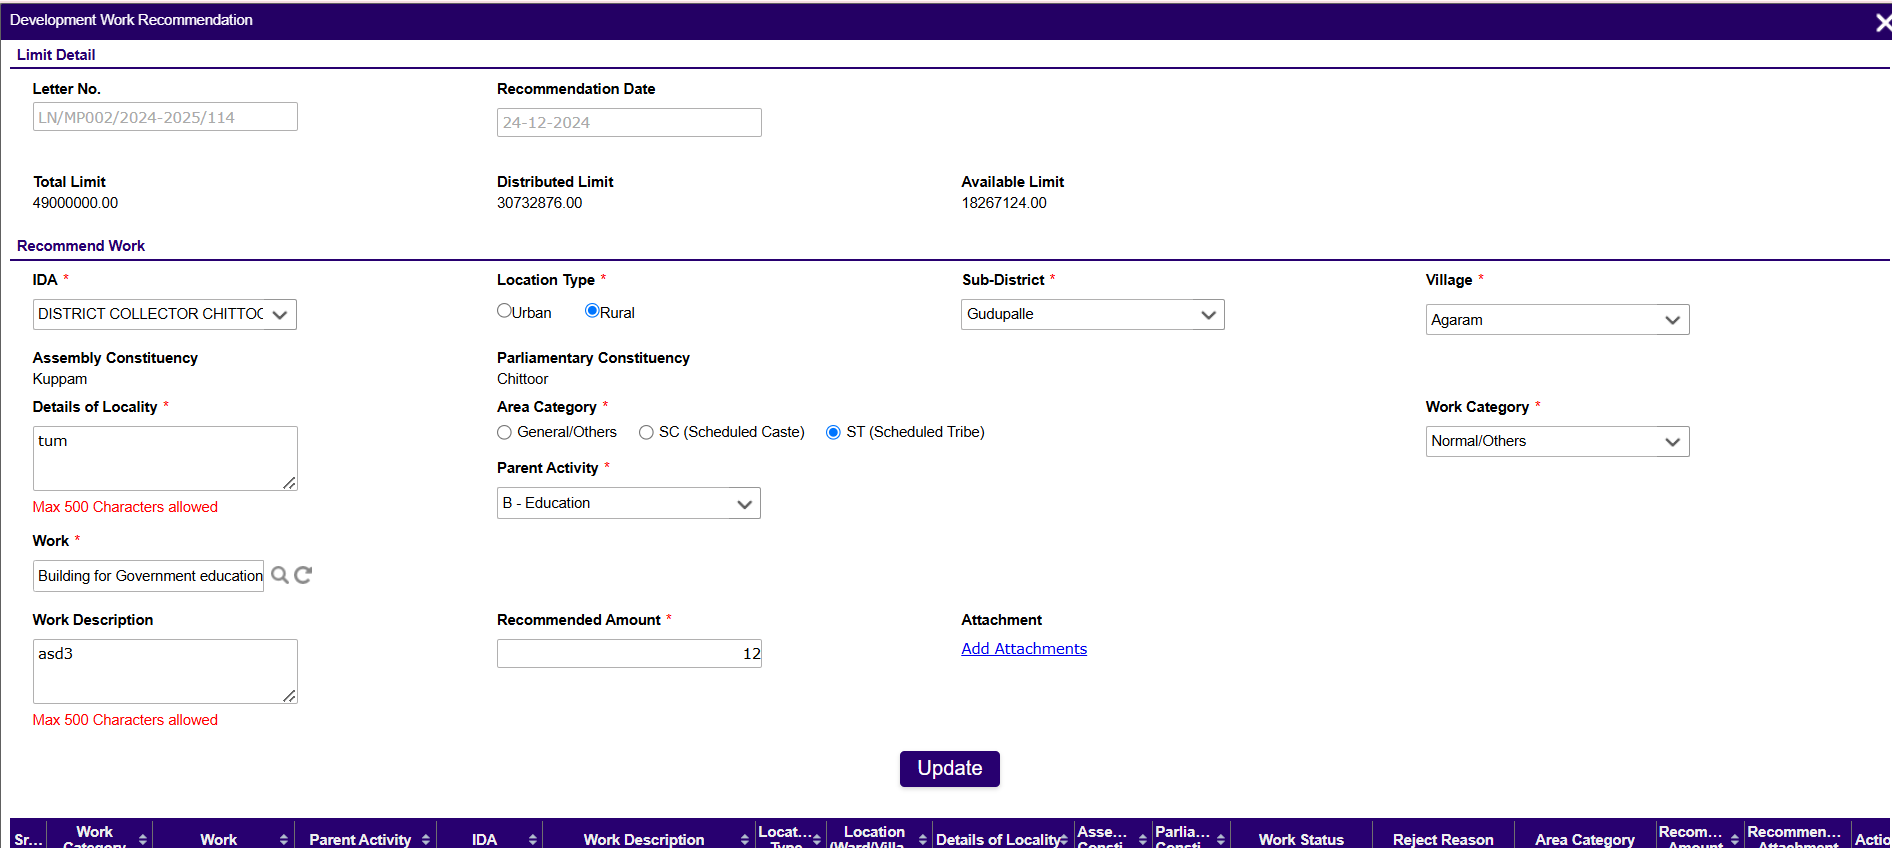 Development Work Recommendation
Limit Detail
Letter No.
Recommendation Date
LN/MP002/2024-2025/114
24-12-2024
Total Limit
Distributed Limit
Available Limit
49000000.00
30732876.00
18267124.00
Recommend Work
IDA *
Location Type *
Sub-District *
Village *
DISTRICT COLLECTOR CHITTOO
Urban
Rural
Gudupalle
Agaram
Assembly Constituency
Parliamentary Constituency
Kuppam
Chittoor
Details of Locality *
Area Category *
Work Category *
tum
General/Others
SC (Scheduled Caste)
ST (Scheduled Tribe)
Normal/Others
Parent Activity *
B - Education
Max 500 Characters allowed
Work *
Building for Government education
Work Description
Recommended Amount *
Attachment
asd3
12
Add Attachments
Max 500 Characters allowed
Update
Sr...
Work
Category
Work
Parent Activity
IDA
Work Description
Locat...
Type
Location
(Ward/Villa...
Details of Locality
Asse...
Consti...
Parlia...
Consti...
Work Status
Reject Reason
Area Category
Recom...
Amount
Recommen...
Attachment
Actio